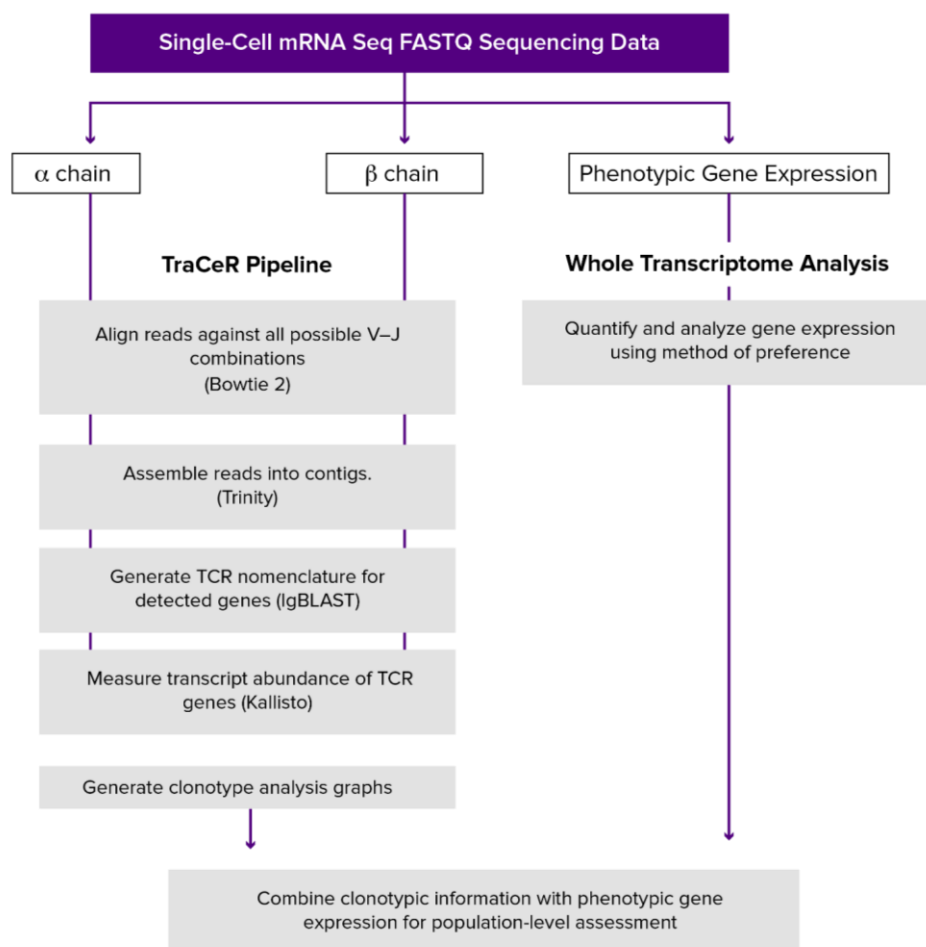 Single-Cell mRNA Seq FASTQ Sequencing Data
α chain
β chain
Phenotypic Gene Expression
TraCeR Pipeline
Whole Transcriptome Analysis
Align reads against all possible V–J
combinations
(Bowtie 2)
Quantify and analyze gene expression
using method of preference
Assemble reads into contigs.
(Trinity)
Generate TCR nomenclature for
detected genes (IgBLAST)
Measure transcript abundance of TCR
genes (Kallisto)
Generate clonotype analysis graphs
Combine clonotypic information with phenotypic gene
expression for population-level assessment